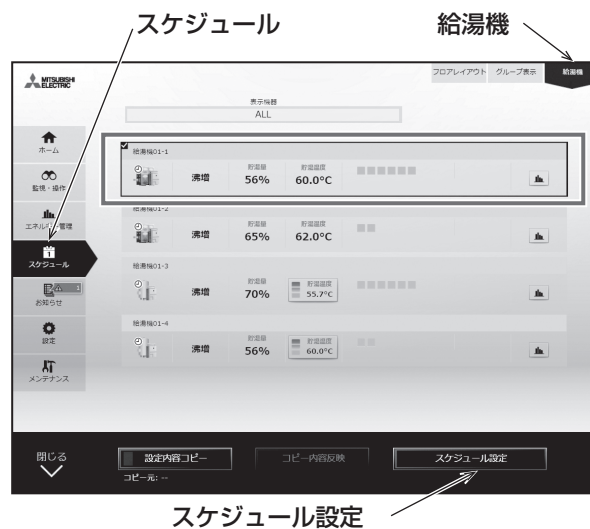 スケジュール
給湯機
MITSUBISHI
ELECTRIC
フロアレイアウト
グループ表示
給湯機
表示機器
ALL
ホーム
監視・操作
エネルギー管理
1
スケジュール
お知らせ
設定
メンテナンス
給湯機01-1
沸増
貯湯量
56%
貯湯温度
60.0°C
給湯機01-2
沸増
貯湯量
65%
貯湯温度
62.0°C
給湯機01-3
沸増
貯湯量
70%
貯湯温度
55.7°C
給湯機01-4
沸増
貯湯量
56%
貯湯温度
60.0°C
閉じる
設定内容コピー
コピー元: --
コピー内容反映
スケジュール設定
スケジュール設定